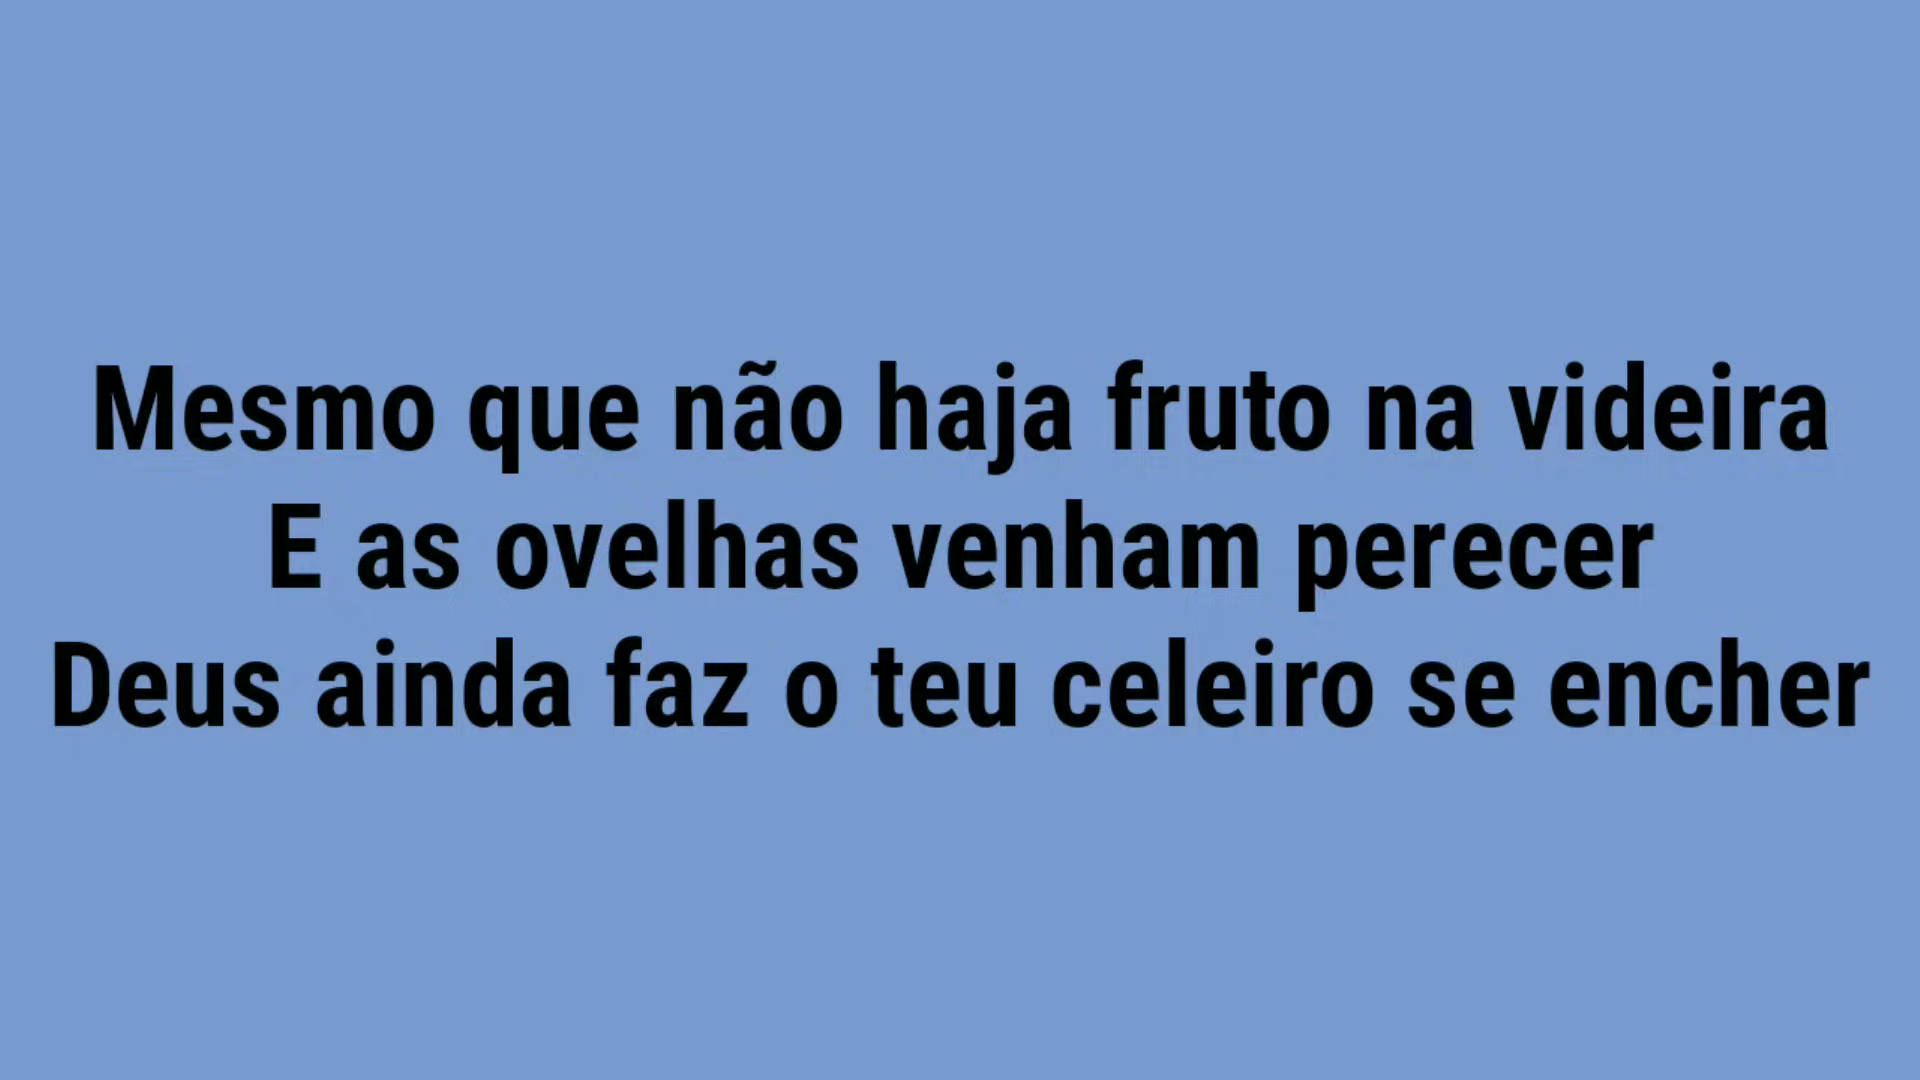 Mesmo que não haja fruto na videira
E as ovelhas venham perecer
Deus ainda faz o teu celeiro se encher